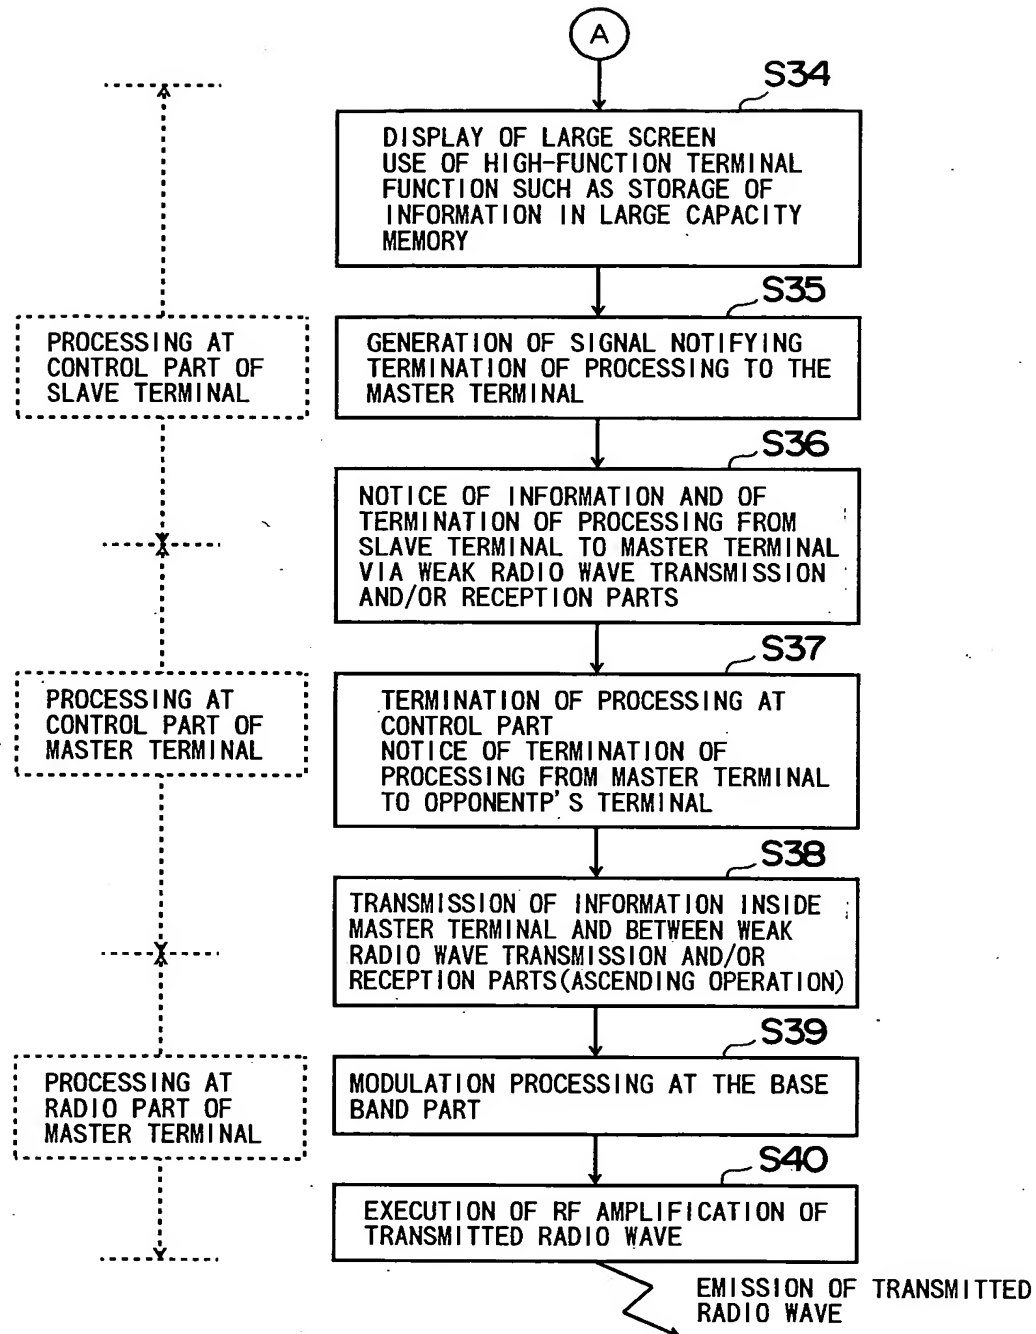 A
S34
DISPLAY OF LARGE SCREEN
USE OF HIGH-FUNCTION TERMINAL
FUNCTION SUCH AS STORAGE OF
INFORMATION IN LARGE CAPACITY
MEMORY
S35
PROCESSING AT
CONTROL PART OF
SLAVE TERMINAL
GENERATION OF SIGNAL NOTIFYING
TERMINATION OF PROCESSING TO THE
MASTER TERMINAL
S36
NOTICE OF INFORMATION AND OF
TERMINATION OF PROCESSING FROM
SLAVE TERMINAL TO MASTER TERMINAL
VIA WEAK RADIO WAVE TRANSMISSION
AND/OR RECEPTION PARTS
S37
PROCESSING AT
CONTROL PART OF
MASTER TERMINAL
TERMINATION OF PROCESSING AT
CONTROL PART
NOTICE OF TERMINATION OF
PROCESSING FROM MASTER TERMINAL
TO OPPONENTP'S TERMINAL
S38
TRANSMISSION OF INFORMATION INSIDE
MASTER TERMINAL AND BETWEEN WEAK
RADIO WAVE TRANSMISSION AND/OR
RECEPTION PARTS(ASCENDING OPERATION)
S39
PROCESSING AT
RADIO PART OF
MASTER TERMINAL
MODULATION PROCESSING AT THE BASE
BAND PART
S40
EXECUTION OF RF AMPLIFICATION OF
TRANSMITTED RADIO WAVE
EMISSION OF TRANSMITTED
RADIO WAVE